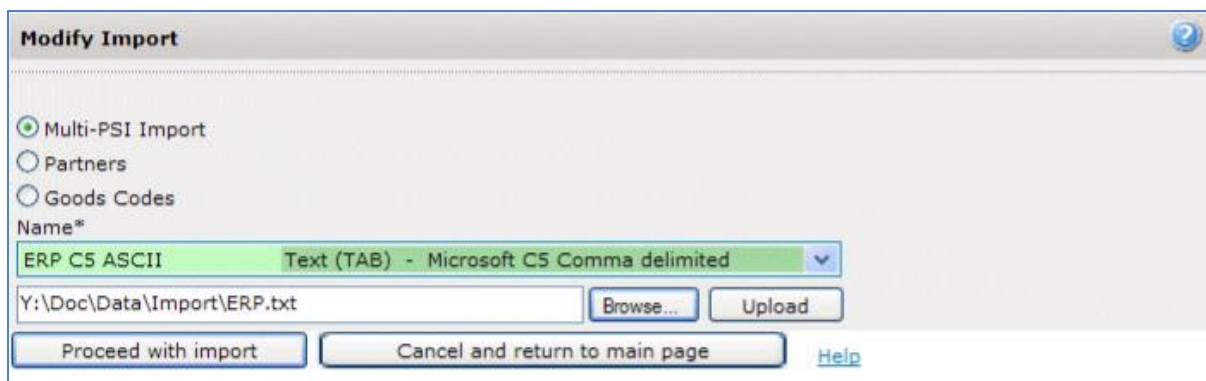 Modify Import
Multi-PSI Import
Partners
Goods Codes
Name*
ERP C5 ASCII Text (TAB) - Microsoft C5 Comma delimited
Y:\Doc\Data\Import\ERP.txt Browse... Upload
Proceed with import Cancel and return to main page Help